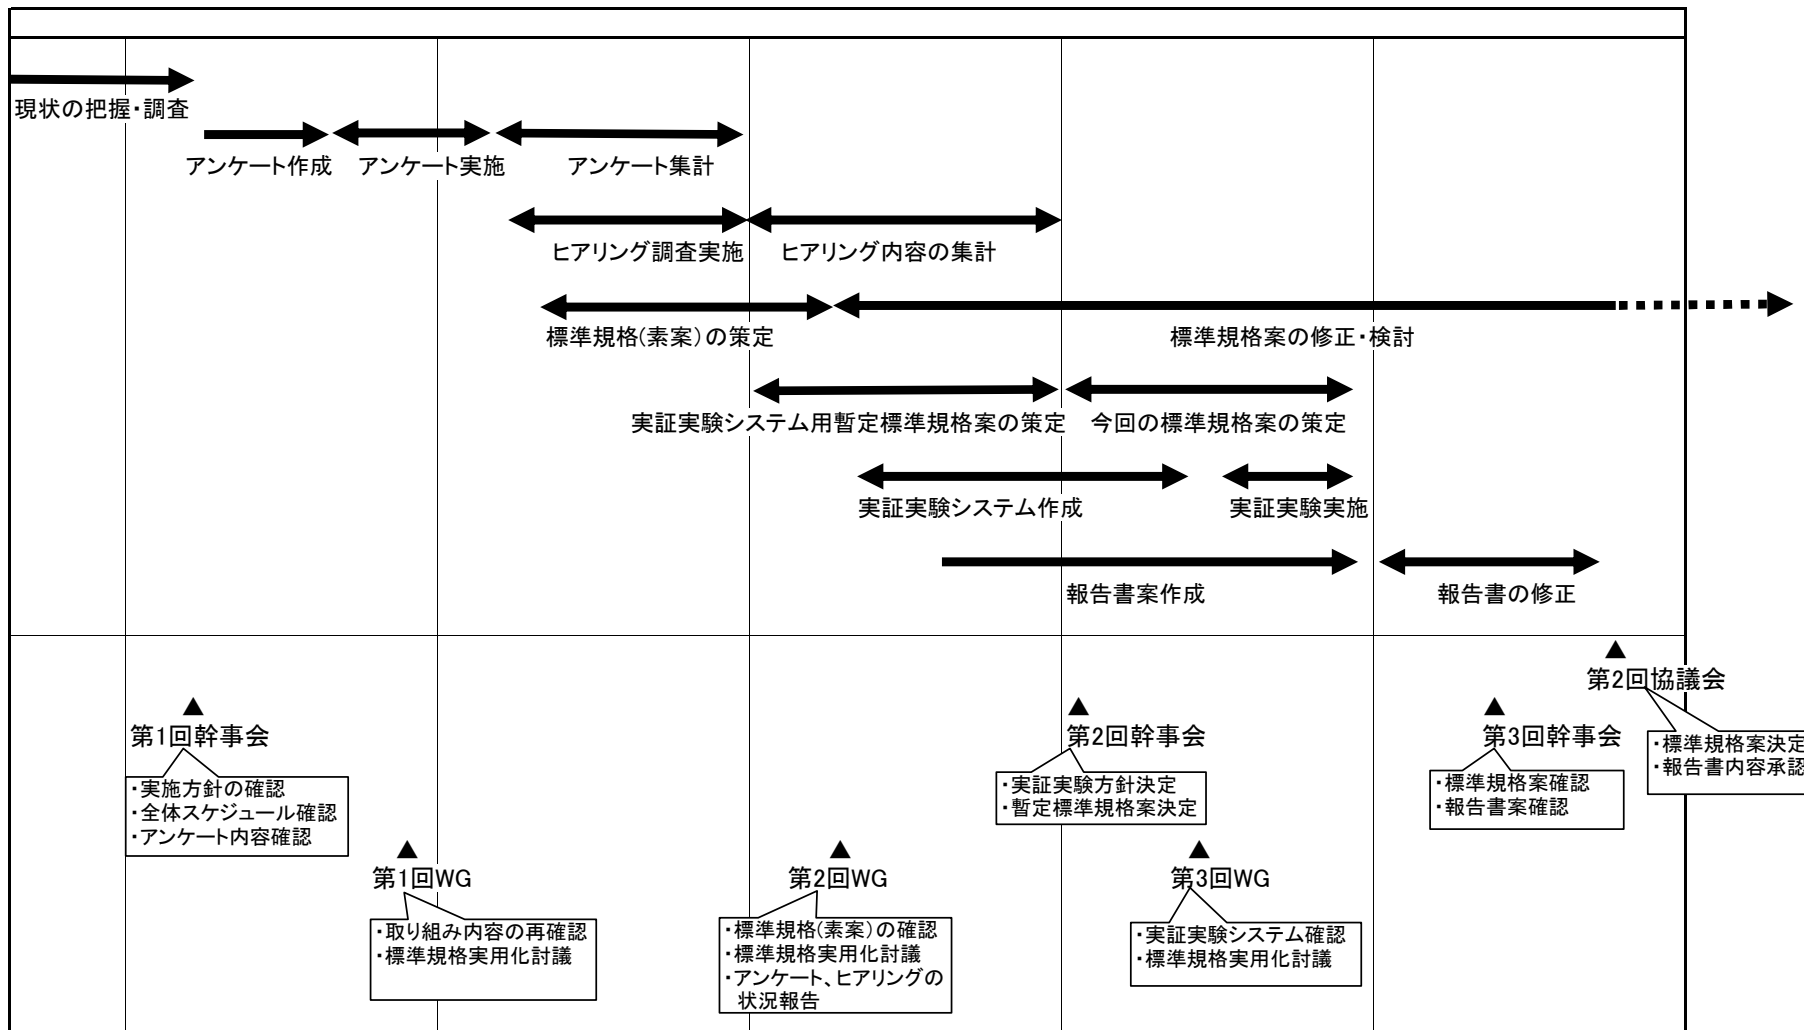 現状の把握・調査
アンケート作成
アンケート実施
アンケート集計
ヒアリング調査実施
ヒアリング内容の集計
標準規格(素案)の策定
標準規格案の修正・検討
実証実験システム用暫定標準規格案の策定
今回の標準規格案の策定
実証実験システム作成
実証実験実施
報告書案作成
報告書の修正
▲
第2回協議会
・標準規格案決定
・報告書内容承認
▲
第1回幹事会
・実施方針の確認
・全体スケジュール確認
・アンケート内容確認
▲
第2回幹事会
・実証実験方針決定
・暫定標準規格案決定
▲
第3回幹事会
・標準規格案確認
・報告書案確認
▲
第1回WG
・取り組み内容の再確認
・標準規格実用化討議
▲
第2回WG
・標準規格(素案)の確認
・標準規格実用化討議
・アンケート、ヒアリングの
状況報告
▲
第3回WG
・実証実験システム確認
・標準規格実用化討議